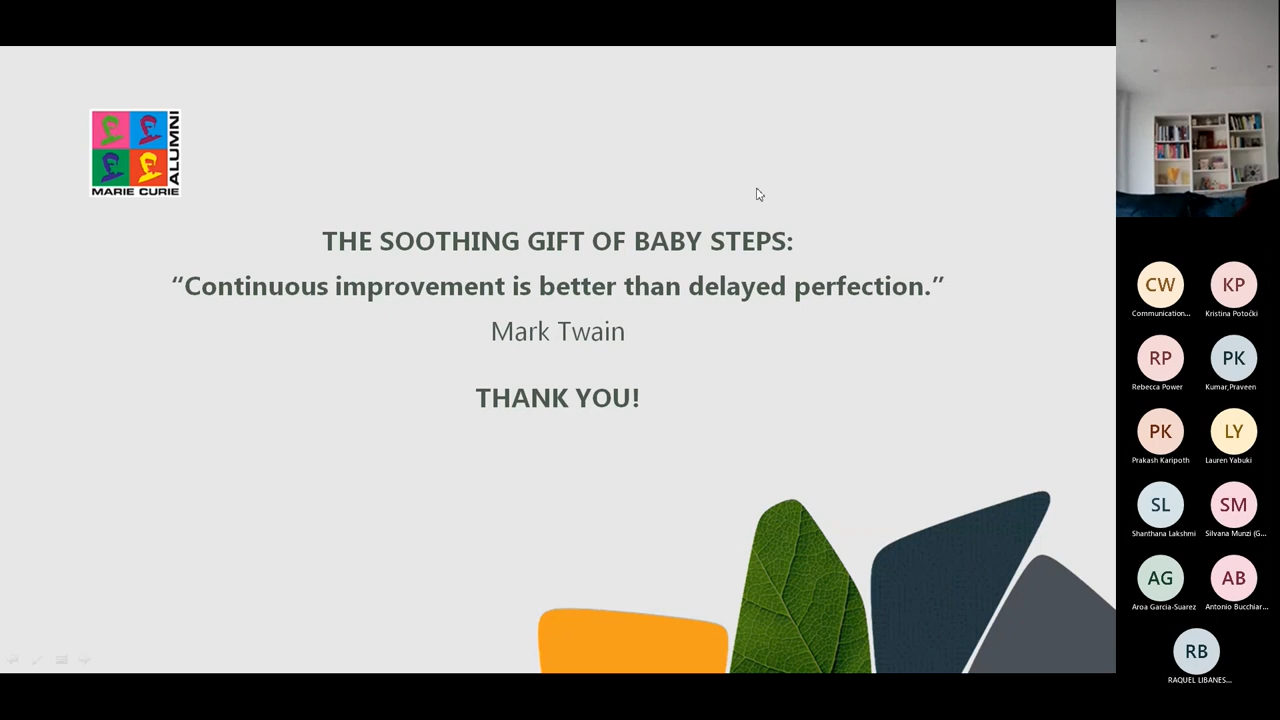 ALUMNI
MARIE CURIE
THE SOOTHING GIFT OF BABY STEPS:
“Continuous improvement is better than delayed perfection.”
Mark Twain
THANK YOU!
CW
Communication...
KP
Kristina Potočki
RP
Rebecca Power
PK
Kumar,Praveen
PK
Prakash Karipoth
LY
Lauren Yabuki
SL
Shanthana Lakshmi
SM
Silvana Munzi (G...
AG
Aroa Garcia-Suarez
AB
Antonio Bucchiar...
RB
RAQUEL LIBANES...